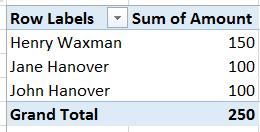 Row Labels Sum of Amount
Henry Waxman 150
Jane Hanover 100
John Hanover 100
Grand Total 250